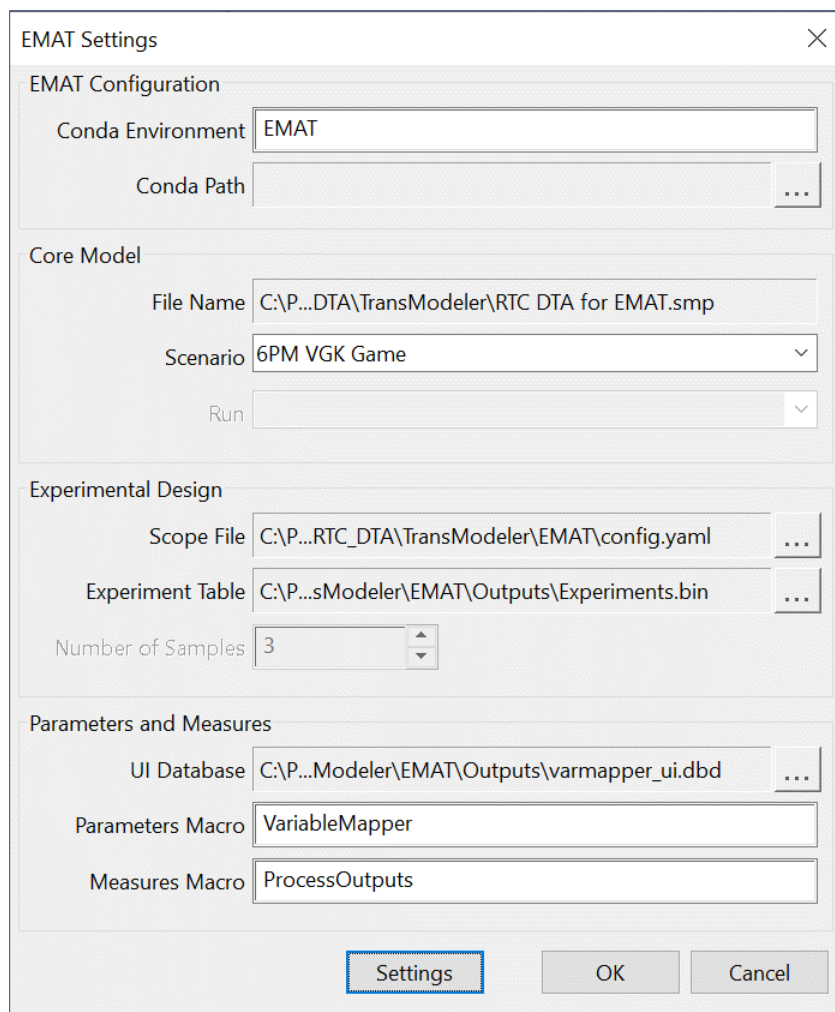 EMAT Settings
EMAT Configuration
Conda Environment EMAT
Conda Path ...
Core Model
File Name C:\P...DTA\TransModeler\RTC DTA for EMAT.smp
Scenario 6PM VGK Game
Run
Experimental Design
Scope File C:\P...RTC_DTA\TransModeler\EMAT\config.yaml ...
Experiment Table C:\P...sModeler\EMAT\Outputs\Experiments.bin ...
Number of Samples 3
Parameters and Measures
UI Database C:\P...Modeler\EMAT\Outputs\varmapper_ui.dbd ...
Parameters Macro VariableMapper
Measures Macro ProcessOutputs
Settings OK Cancel